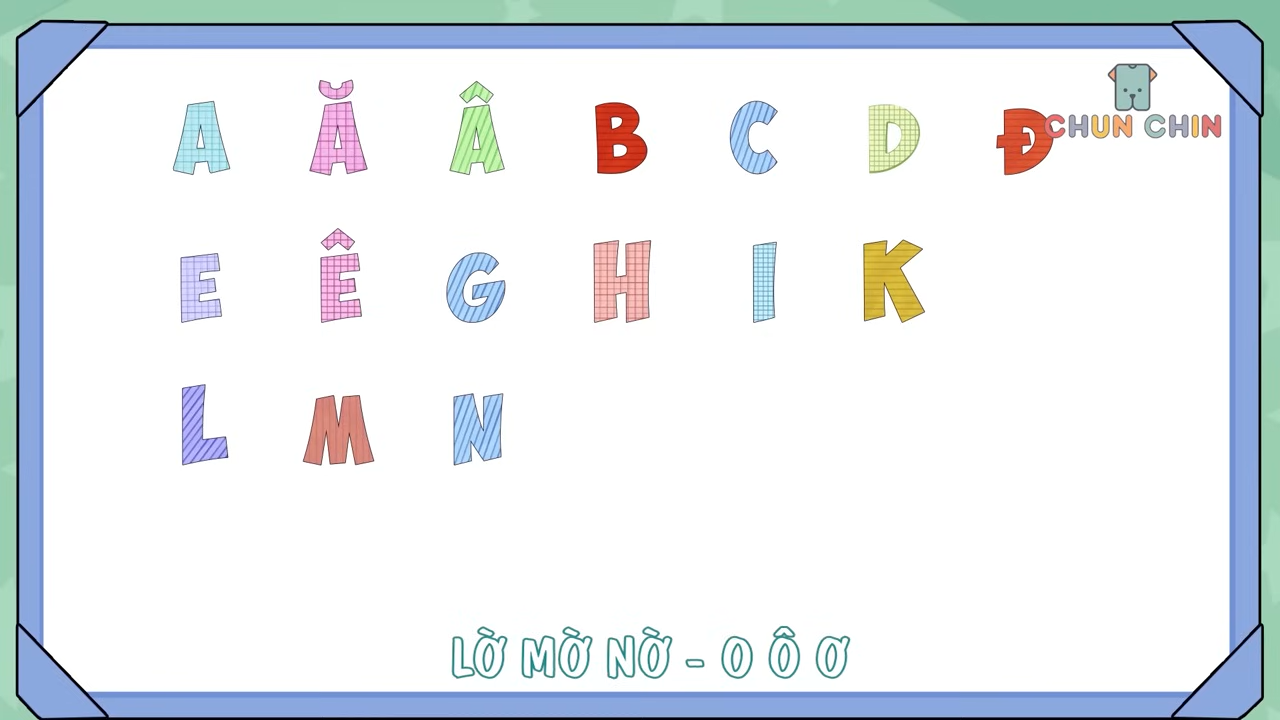 A Ă Â B C D Đ
CHUN CHIN
E Ê G H I K
L M N
LỜ MỜ NỜ - O Ô Ơ